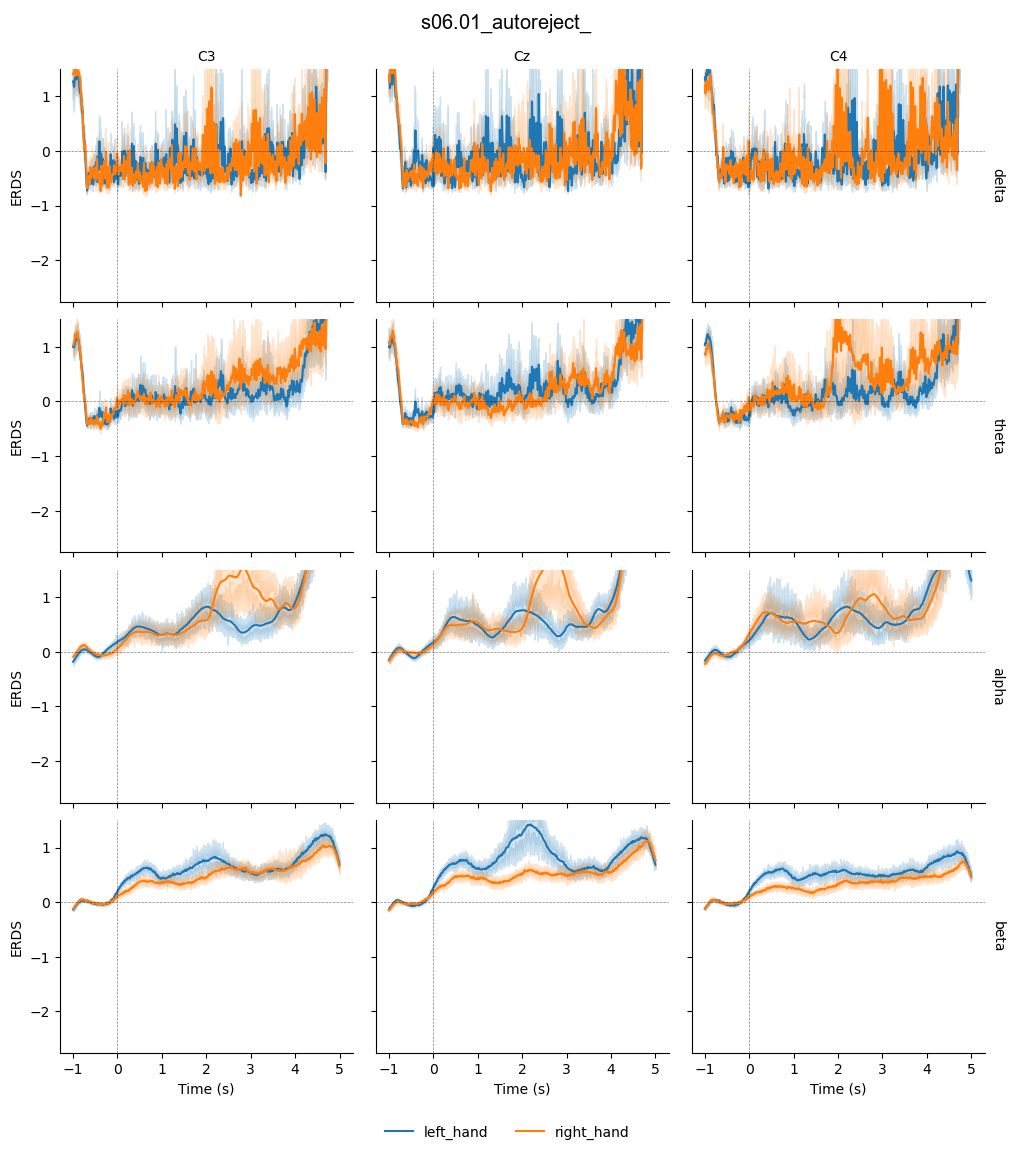 s06.01_autoreject_
C3 Cz C4
1
0
−1
−2
ERDS
delta
1
0
−1
−2
ERDS
theta
1
0
−1
−2
ERDS
alpha
1
0
−1
−2
ERDS
beta
−1 0 1 2 3 4 5 −1 0 1 2 3 4 5 −1 0 1 2 3 4 5
Time (s) Time (s) Time (s)
left_hand right_hand